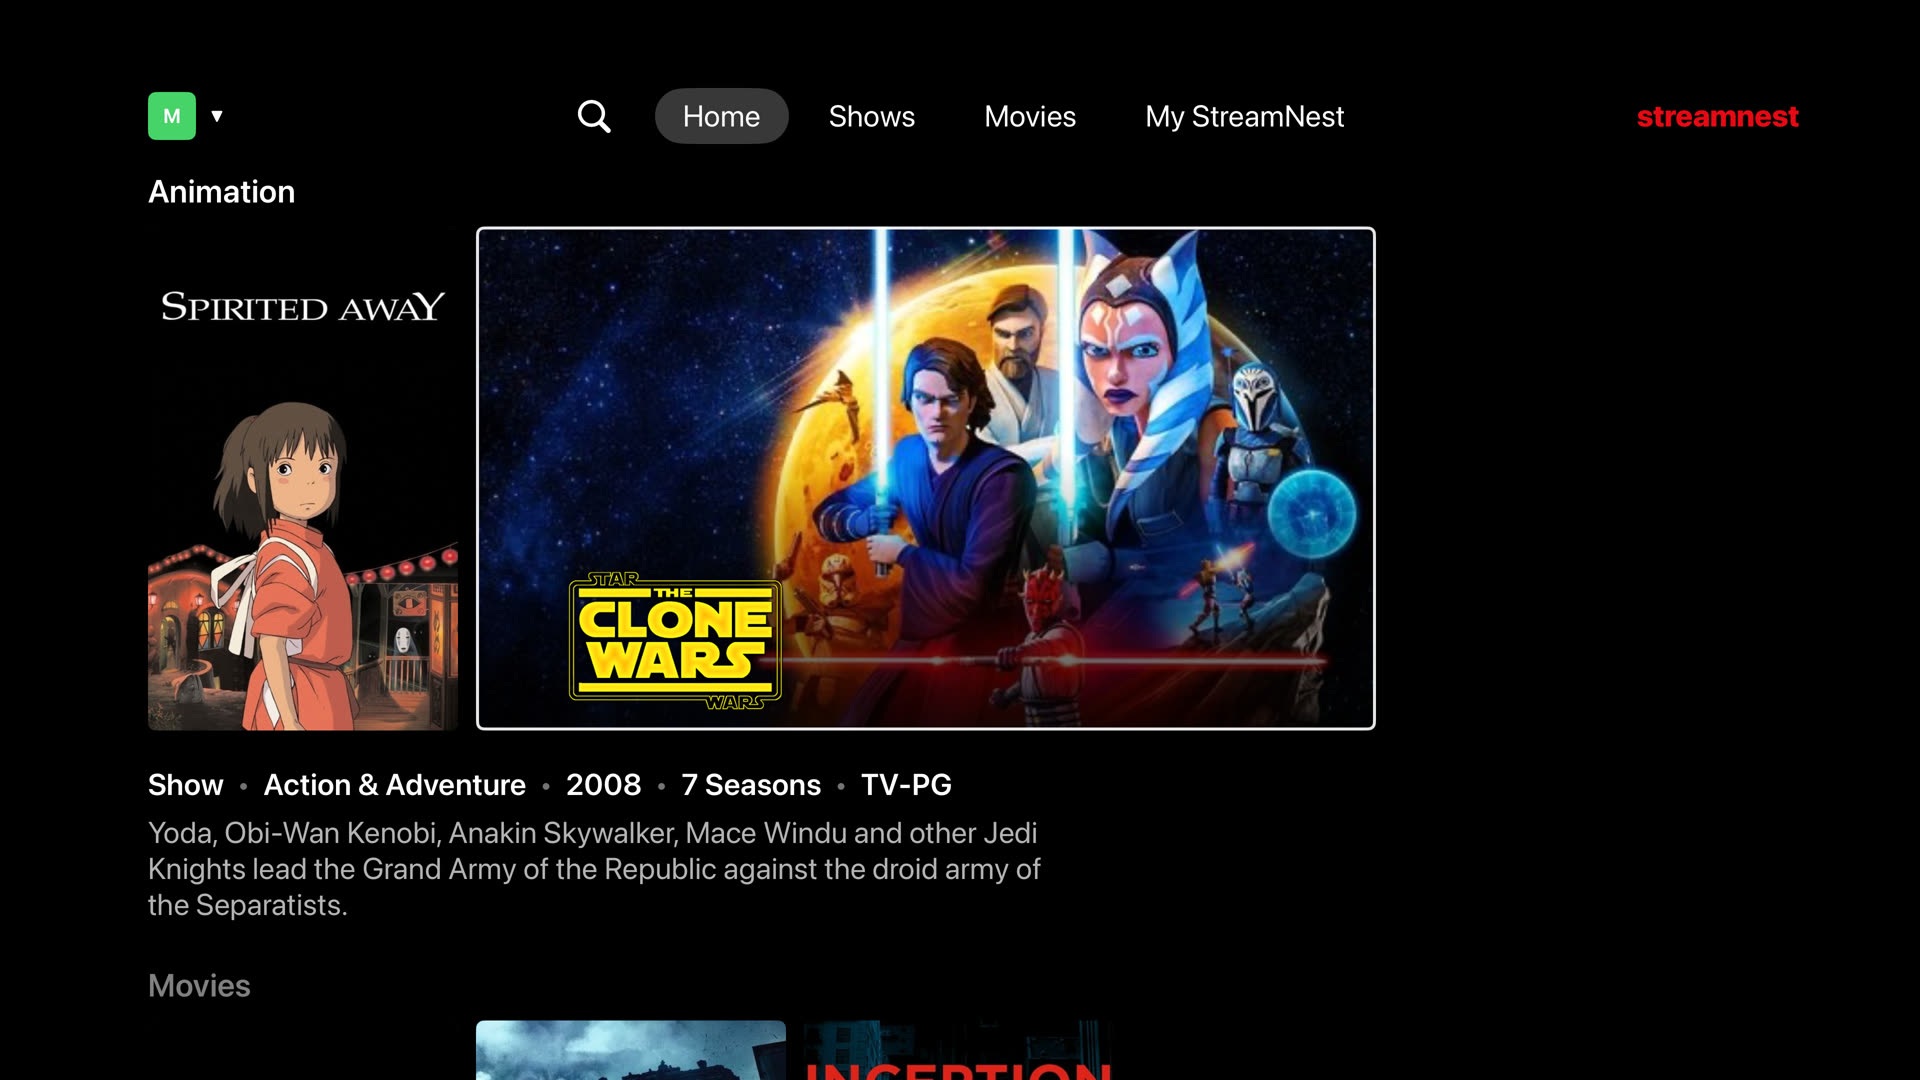 M
Home
Shows
Movies
My StreamNest
streamnest
Animation
SPIRITED AWAY
STAR
THE
CLONE
WARS
WARS
Show • Action & Adventure • 2008 • 7 Seasons • TV-PG
Yoda, Obi-Wan Kenobi, Anakin Skywalker, Mace Windu and other Jedi
Knights lead the Grand Army of the Republic against the droid army of
the Separatists.
Movies
INCEPTION